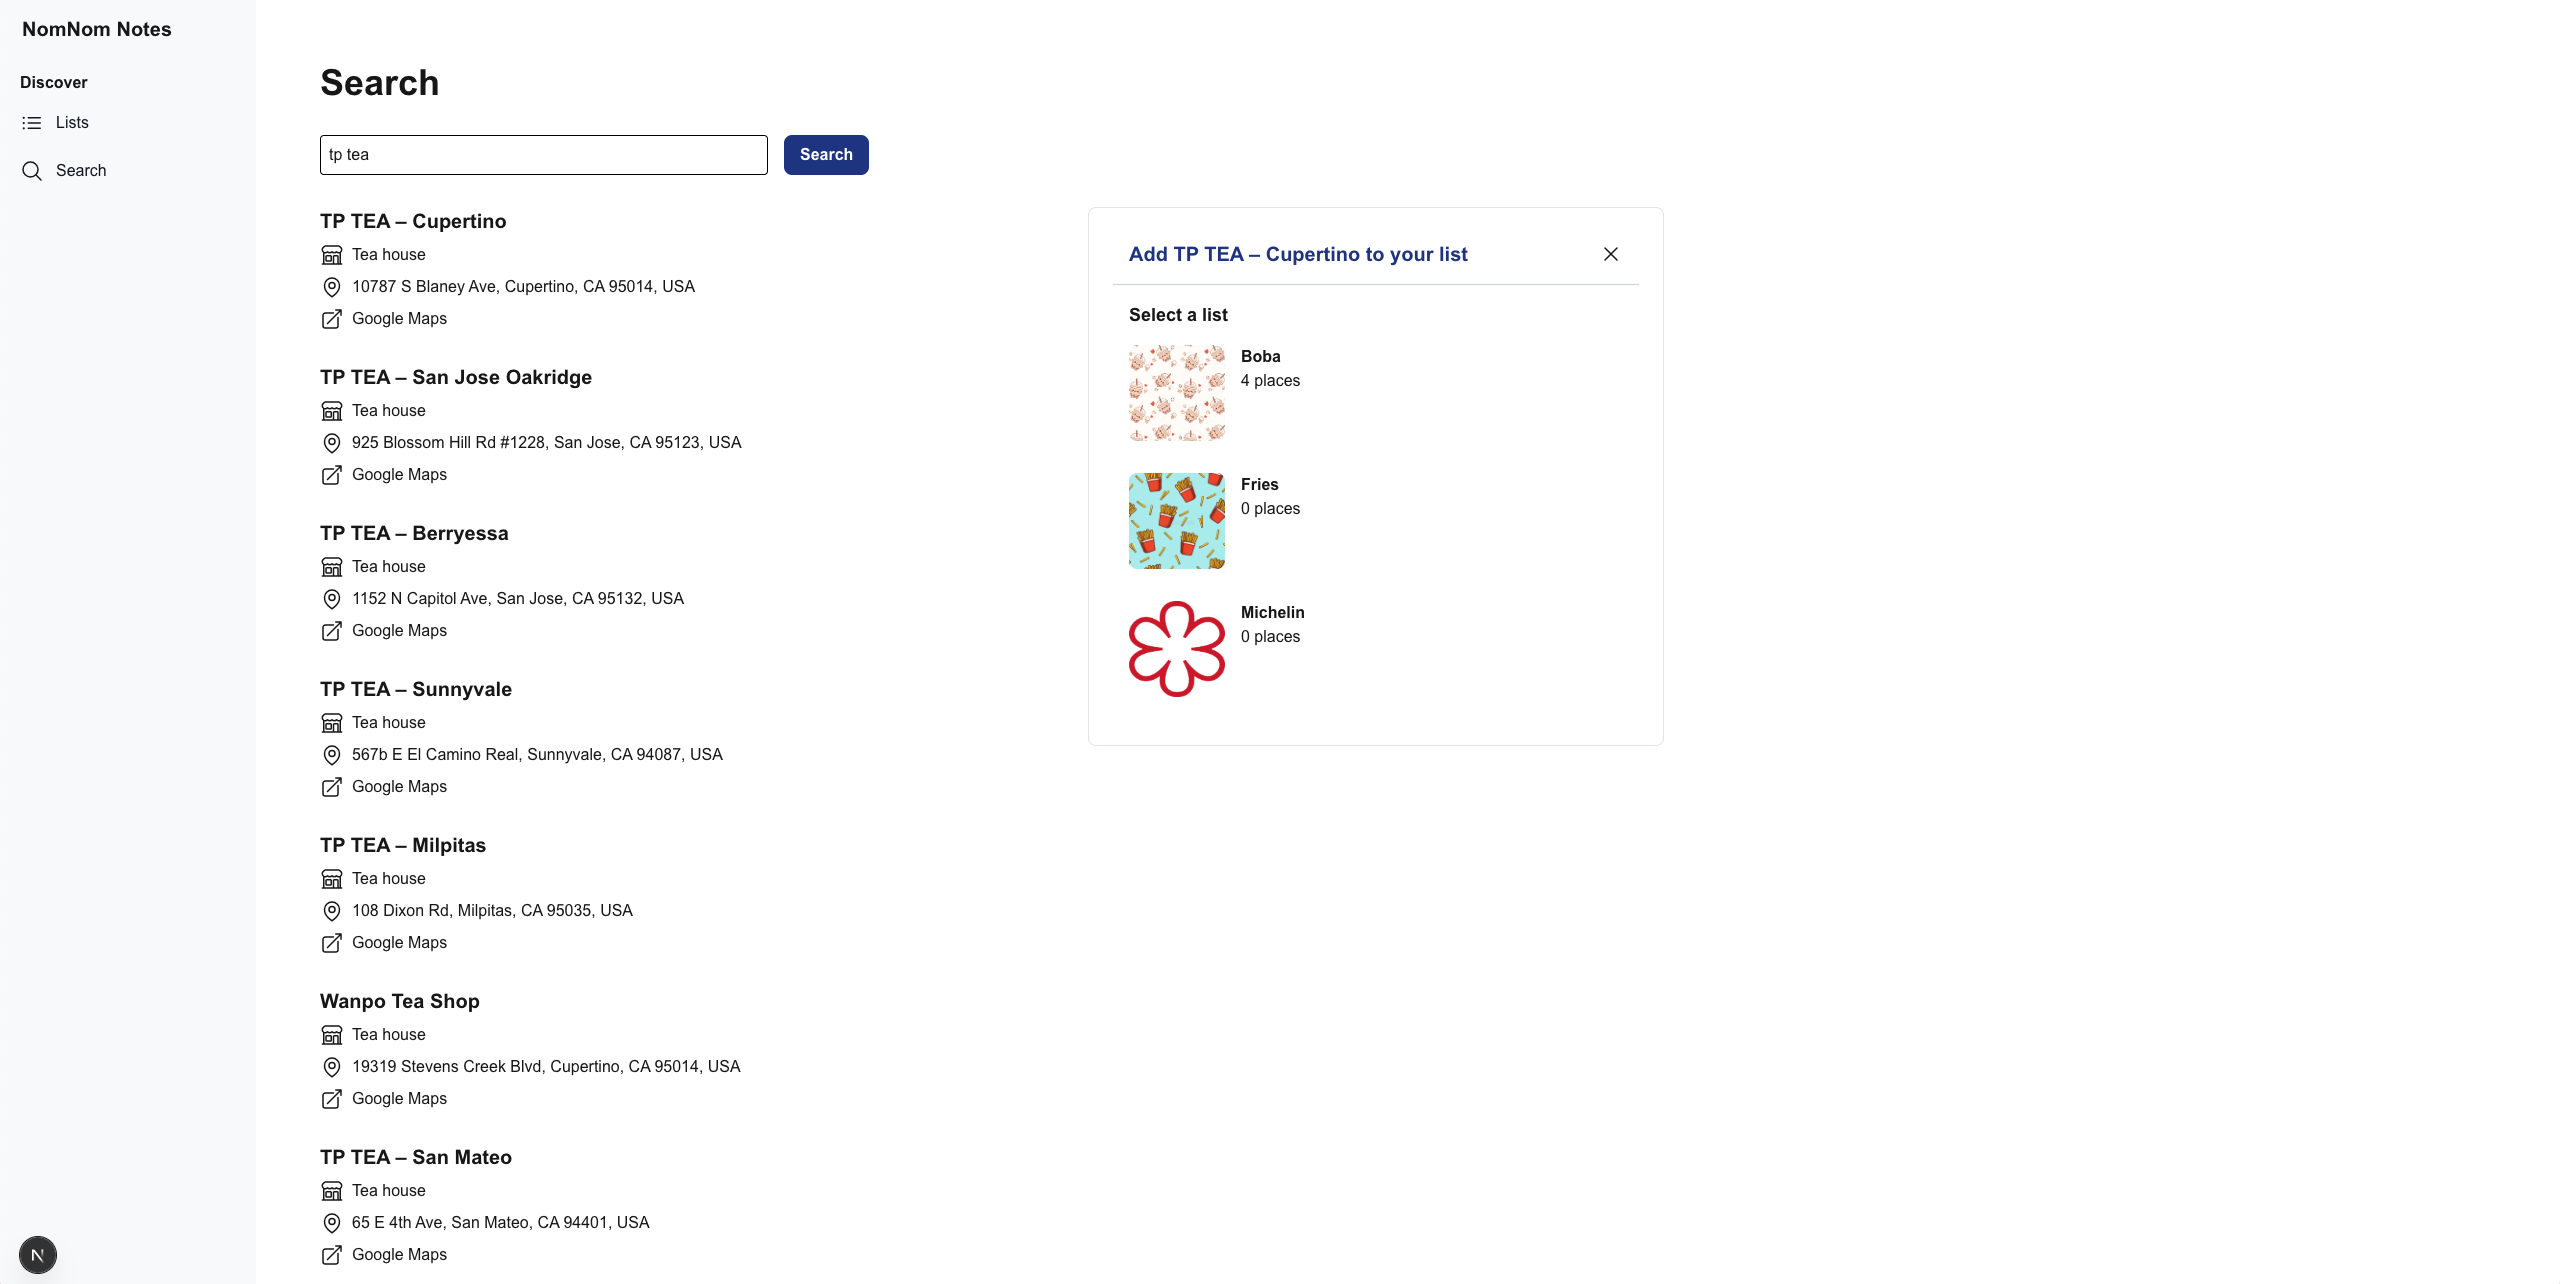 NomNom Notes
Discover
Lists
Search
Search
tp tea
Search
TP TEA – Cupertino
Tea house
10787 S Blaney Ave, Cupertino, CA 95014, USA
Google Maps
TP TEA – San Jose Oakridge
Tea house
925 Blossom Hill Rd #1228, San Jose, CA 95123, USA
Google Maps
TP TEA – Berryessa
Tea house
1152 N Capitol Ave, San Jose, CA 95132, USA
Google Maps
TP TEA – Sunnyvale
Tea house
567b E El Camino Real, Sunnyvale, CA 94087, USA
Google Maps
TP TEA – Milpitas
Tea house
108 Dixon Rd, Milpitas, CA 95035, USA
Google Maps
Wanpo Tea Shop
Tea house
19319 Stevens Creek Blvd, Cupertino, CA 95014, USA
Google Maps
TP TEA – San Mateo
Tea house
65 E 4th Ave, San Mateo, CA 94401, USA
Google Maps
Add TP TEA – Cupertino to your list
Select a list
Boba
4 places
Fries
0 places
Michelin
0 places
N